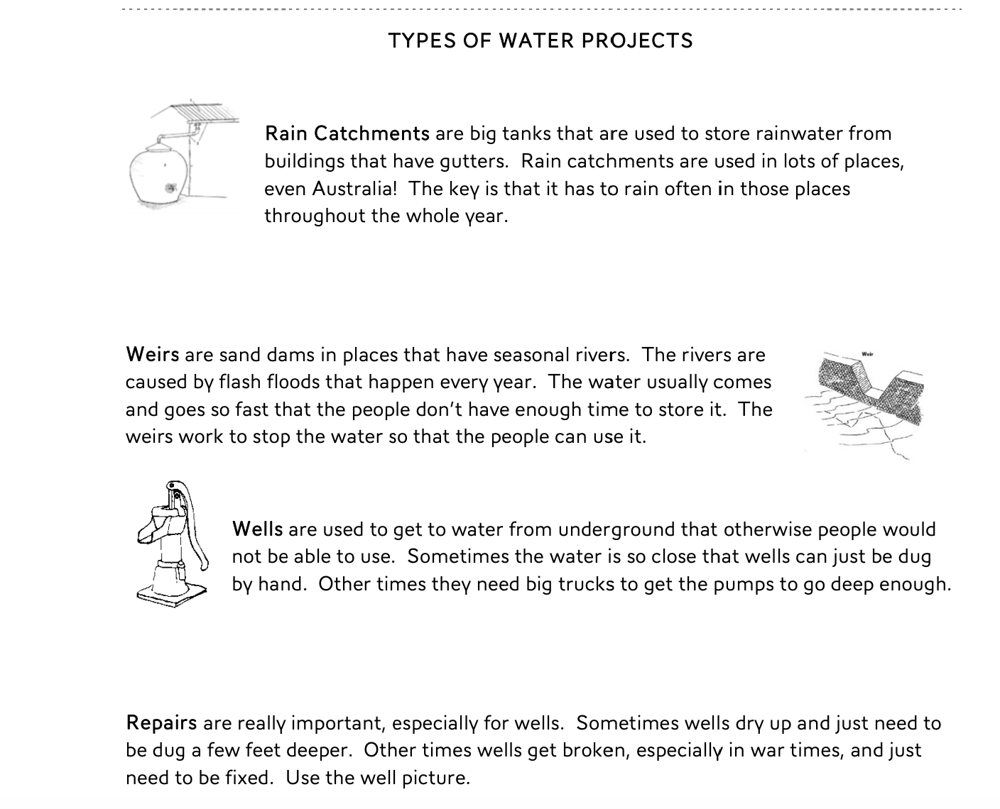 TYPES OF WATER PROJECTS
Rain Catchments are big tanks that are used to store rainwater from
buildings that have gutters.  Rain catchments are used in lots of places,
even Australia!  The key is that it has to rain often in those places
throughout the whole year.
Weirs are sand dams in places that have seasonal rivers.  The rivers are
caused by flash floods that happen every year.  The water usually comes
and goes so fast that the people don't have enough time to store it.  The
weirs work to stop the water so that the people can use it.
Weir
Wells are used to get to water from underground that otherwise people would
not be able to use.  Sometimes the water is so close that wells can just be dug
by hand.  Other times they need big trucks to get the pumps to go deep enough.
Repairs are really important, especially for wells.  Sometimes wells dry up and just need to
be dug a few feet deeper.  Other times wells get broken, especially in war times, and just
need to be fixed.  Use the well picture.